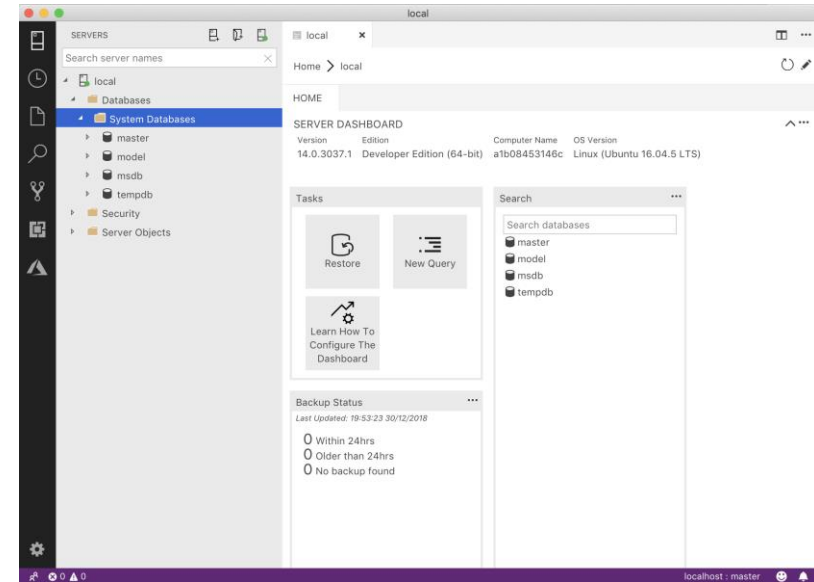 local
SERVERS
Search server names
local
Databases
System Databases
master
model
msdb
tempdb
Security
Server Objects
local
Home > local
HOME
SERVER DASHBOARD
Version Edition Computer Name OS Version
14.0.3037.1 Developer Edition (64-bit) a1b08453146c Linux (Ubuntu 16.04.5 LTS)
Tasks
Restore
New Query
Learn How To
Configure The
Dashboard
Search
Search databases
master
model
msdb
tempdb
Backup Status
Last Updated: 19:53:23 30/12/2018
0 Within 24hrs
0 Older than 24hrs
0 No backup found
0 0
localhost : master